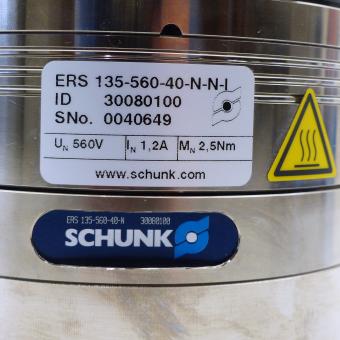 ERS 135-560-40-N-N-I
ID 30080100
SNo. 0040649
UN 560V IN 1,2A MN 2,5Nm
www.schunk.com
ERS 135-560-40-N 30080100
SCHUNK